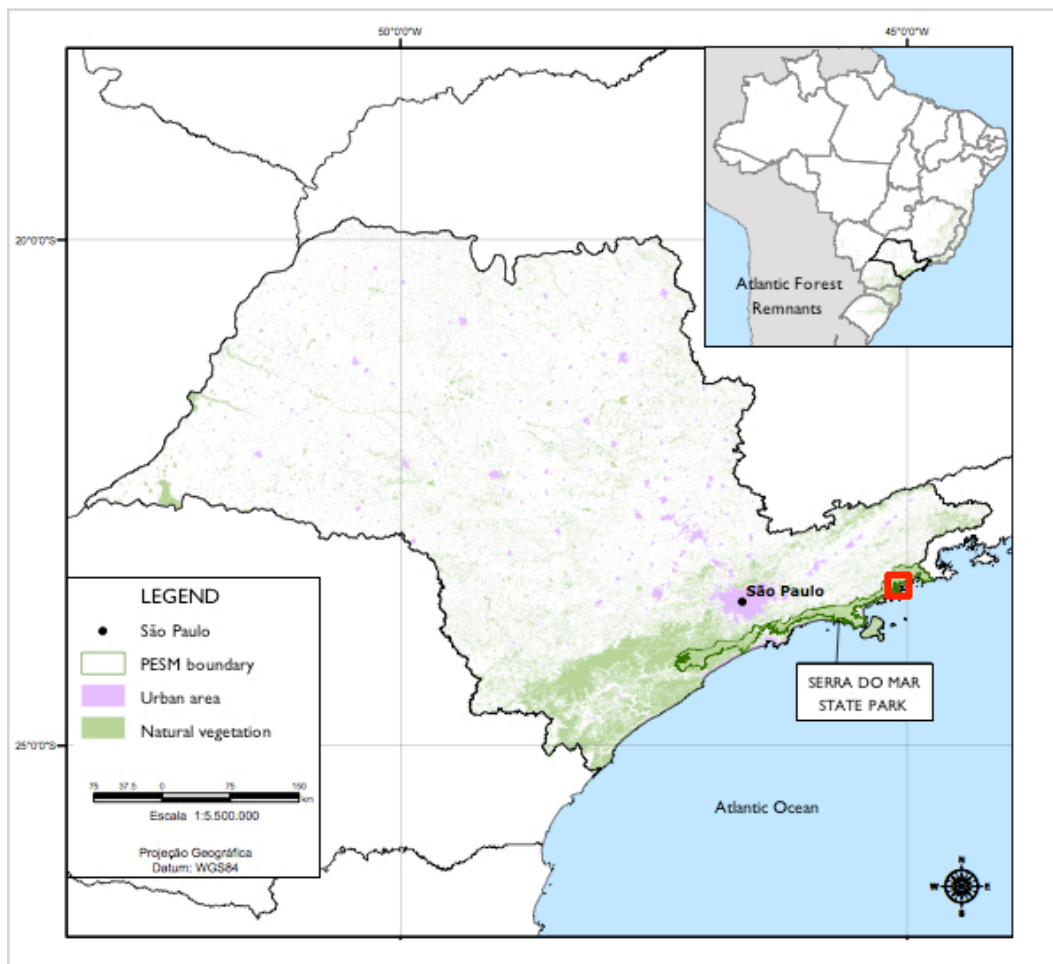 50°0'0"W
45°0'0"W
20°0'0"S
25°0'0"S
Atlantic Forest
Remnants
São Paulo
SERRA DO MAR
STATE PARK
Atlantic Ocean
LEGEND
São Paulo
PESM boundary
Urban area
Natural vegetation
75 37.5 0 75 150
km
Escala 1:5.500.000
Projeção Geográfica
Datum: WGS84
N
W E
S